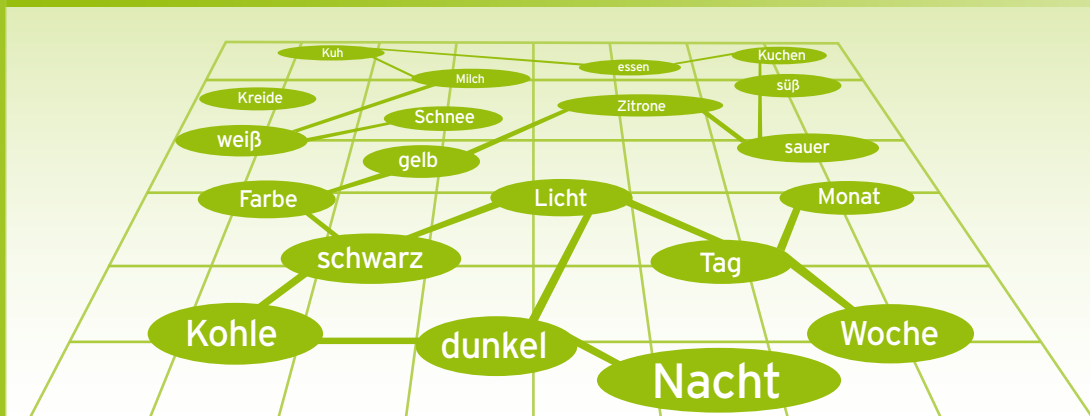 Kuh
Kuchen
essen
Milch
süß
Kreide
Zitrone
Schnee
weiß
sauer
gelb
Farbe
Licht
Monat
schwarz
Tag
Kohle
dunkel
Woche
Nacht